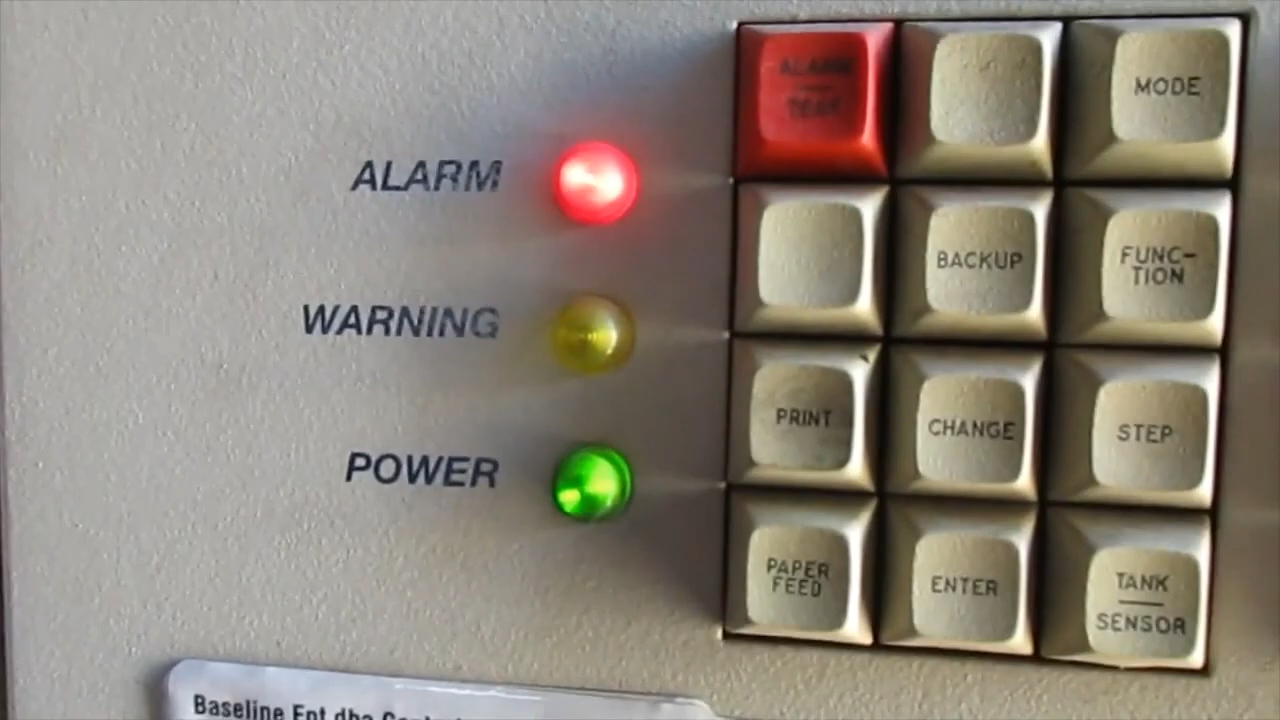 ALARM
WARNING
POWER
ALARM
TEST
MODE
BACKUP
FUNC-
TION
PRINT
CHANGE
STEP
PAPER
FEED
ENTER
TANK
SENSOR
Baseline Ent dba